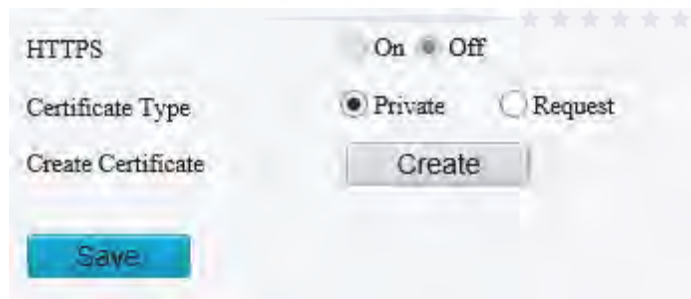 HTTPS On Off
Certificate Type Private Request
Create Certificate Create
Save